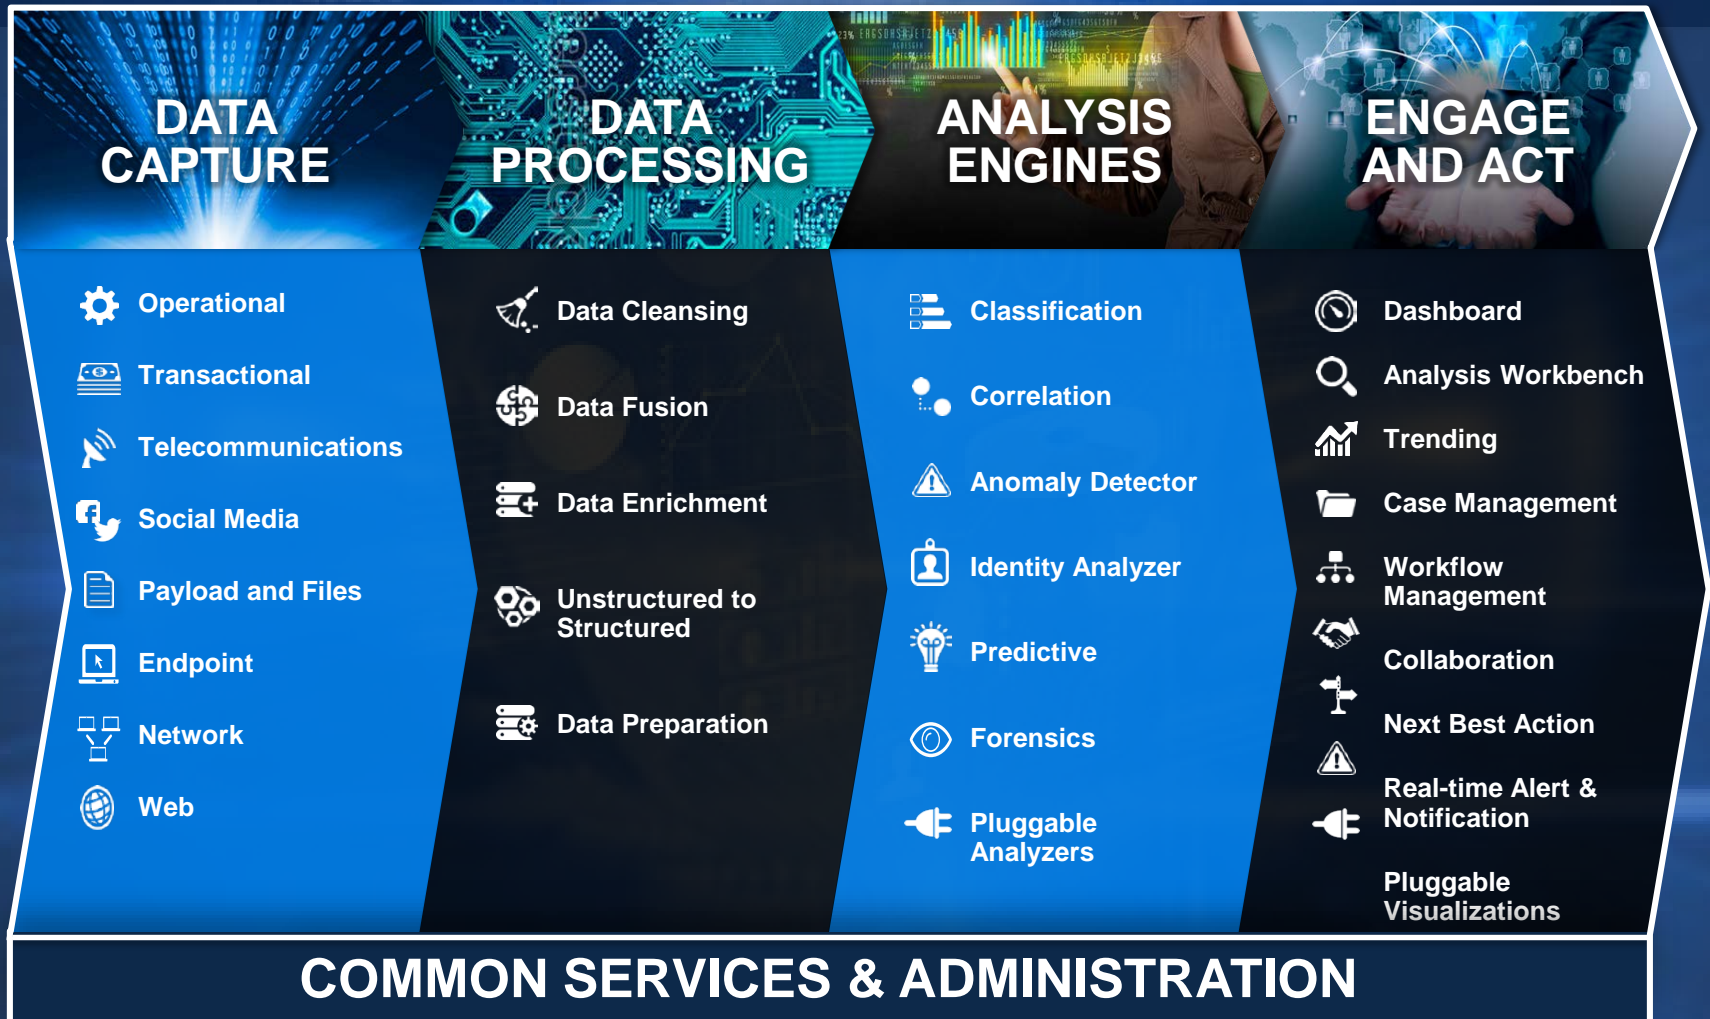 DATA
CAPTURE
DATA
PROCESSING
ANALYSIS
ENGINES
ENGAGE
AND ACT
Operational
Transactional
Telecommunications
Social Media
Payload and Files
Endpoint
Network
Web
Data Cleansing
Data Fusion
Data Enrichment
Unstructured to
Structured
Data Preparation
Classification
Correlation
Anomaly Detector
Identity Analyzer
Predictive
Forensics
Pluggable
Analyzers
Dashboard
Analysis Workbench
Trending
Case Management
Workflow
Management
Collaboration
Next Best Action
Real-time Alert &
Notification
Pluggable
Visualizations
COMMON SERVICES & ADMINISTRATION